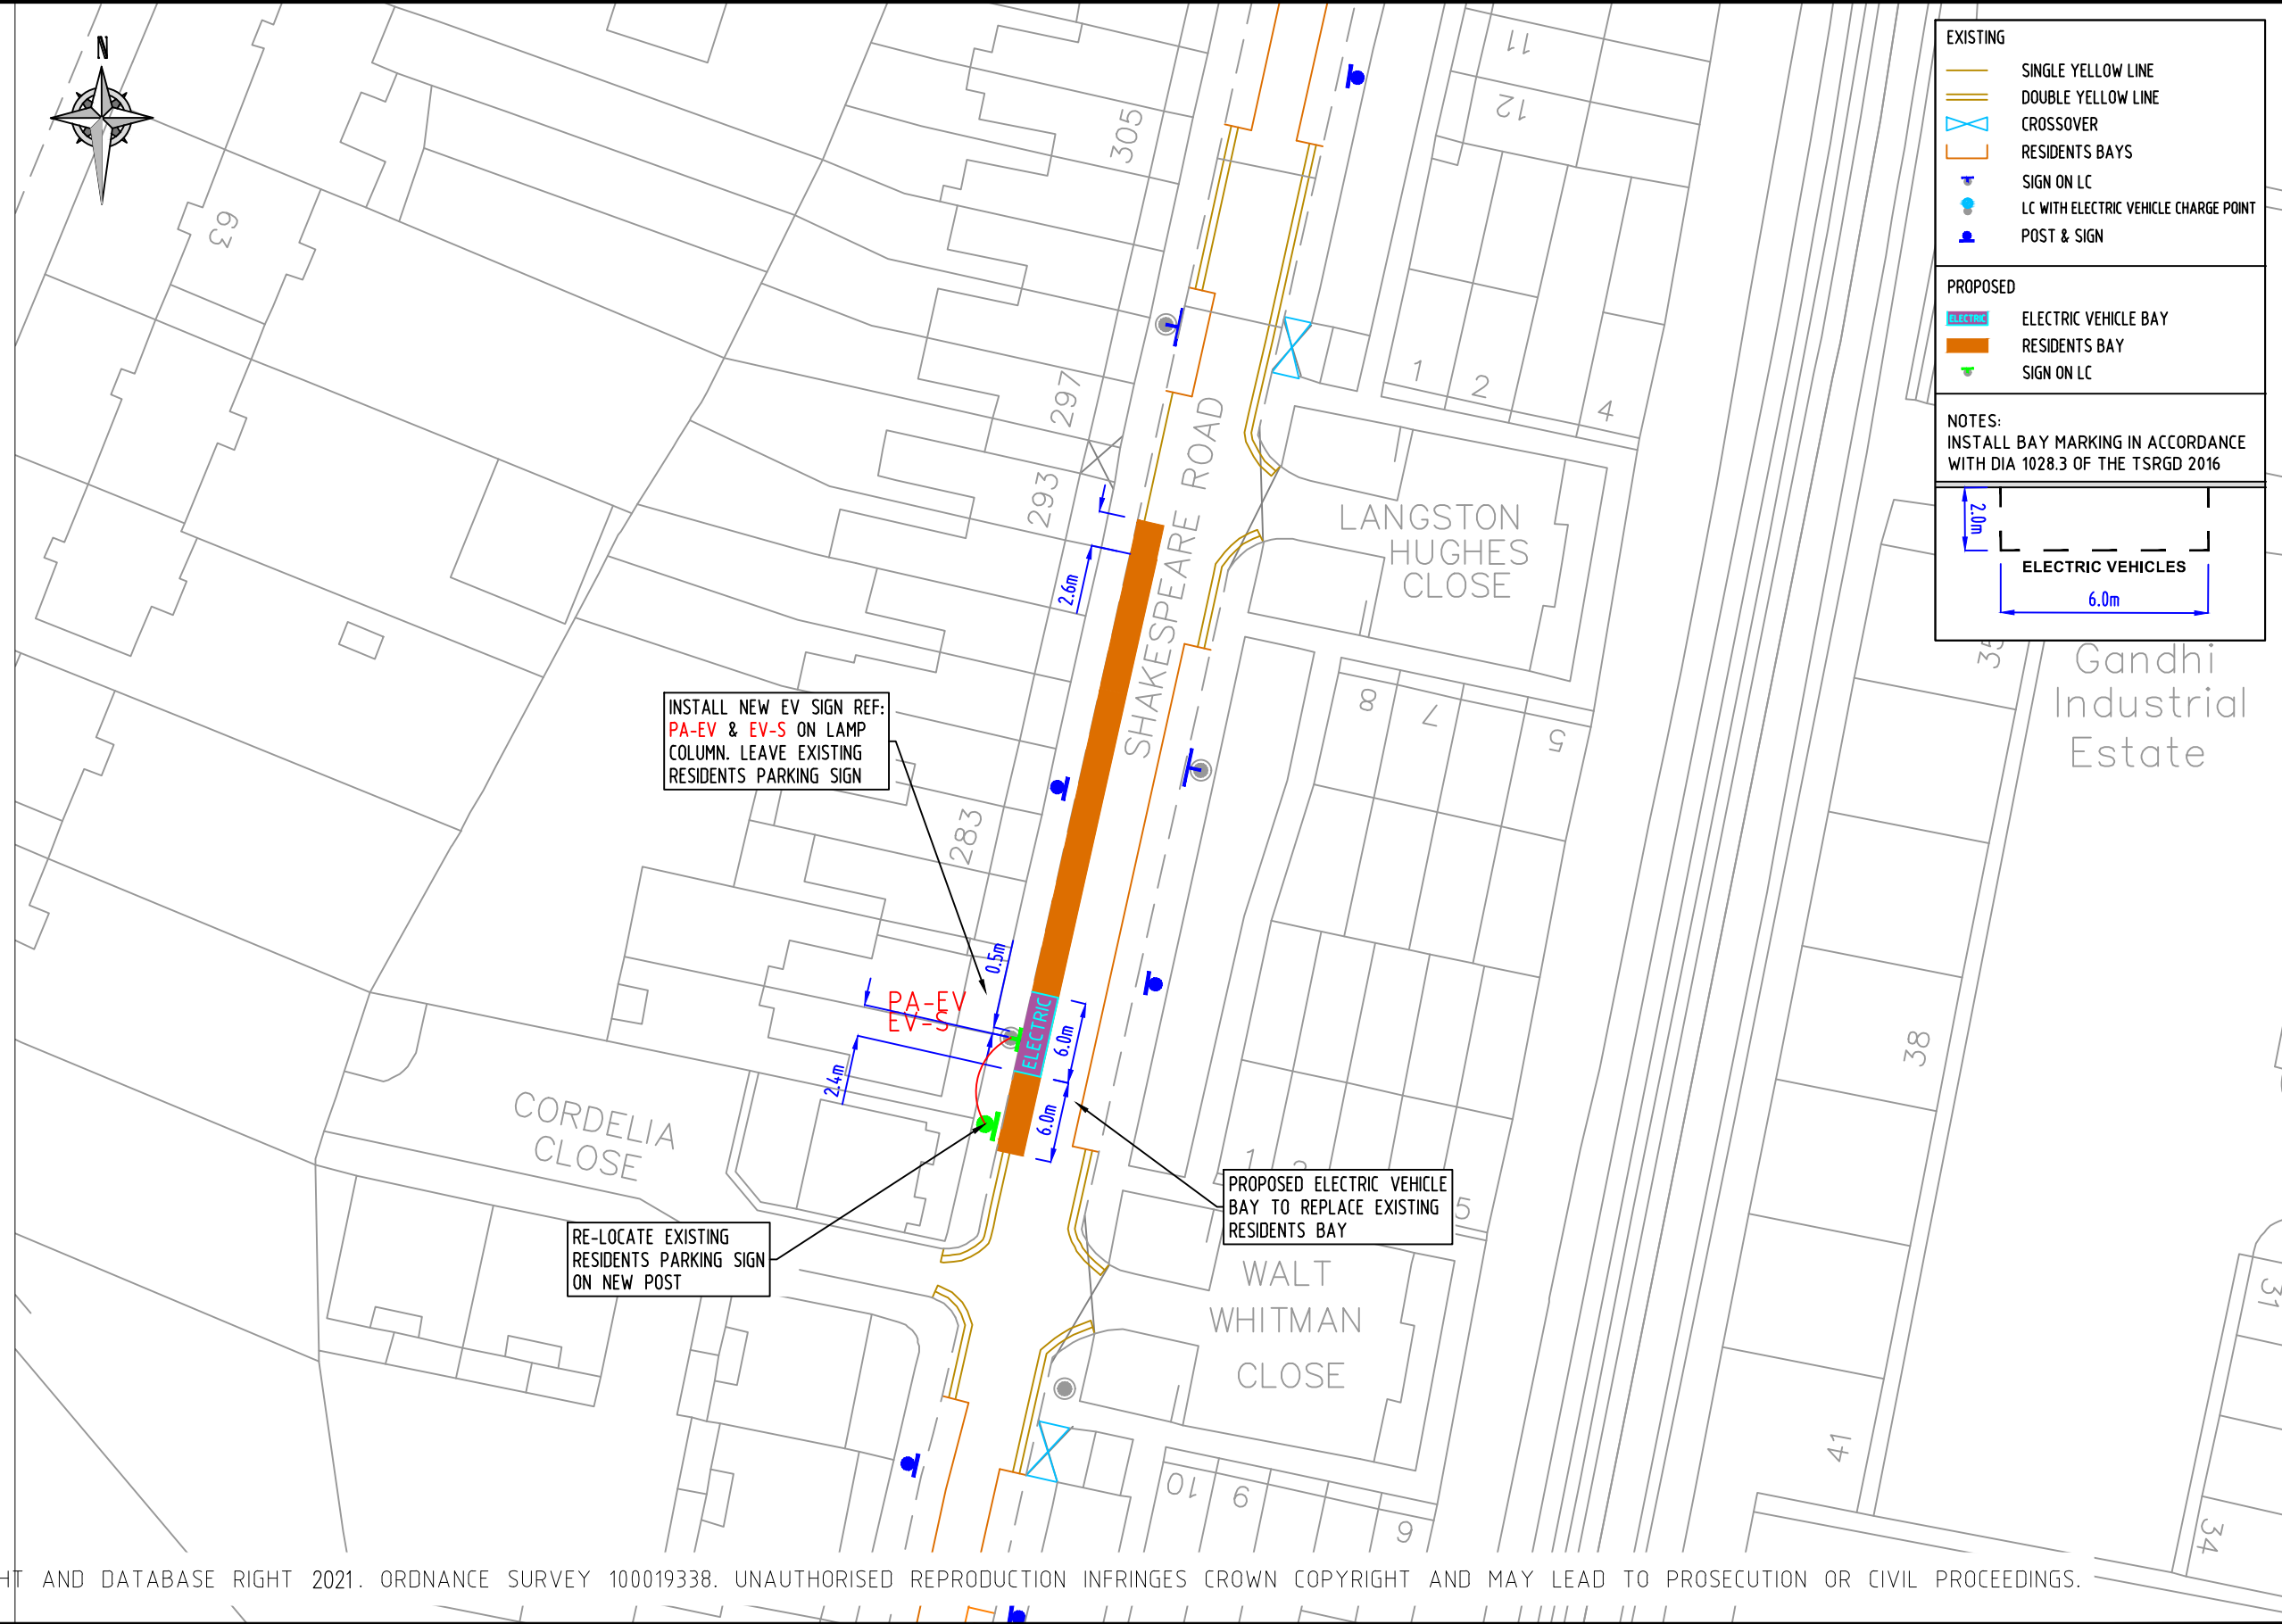 N
EXISTING
SINGLE YELLOW LINE
DOUBLE YELLOW LINE
CROSSOVER
RESIDENTS BAYS
SIGN ON LC
LC WITH ELECTRIC VEHICLE CHARGE POINT
POST & SIGN
PROPOSED
ELECTRIC
ELECTRIC VEHICLE BAY
RESIDENTS BAY
SIGN ON LC
NOTES:
INSTALL BAY MARKING IN ACCORDANCE
WITH DIA 1028.3 OF THE TSRGD 2016
2.0m
ELECTRIC VEHICLES
6.0m
11
12
305
63
297
1
2
4
293
SHAKESPEARE ROAD
LANGSTON
HUGHES
CLOSE
2.6m
35
Gandhi
Industrial
Estate
8
7
5
INSTALL NEW EV SIGN REF:
PA-EV & EV-S ON LAMP
COLUMN. LEAVE EXISTING
RESIDENTS PARKING SIGN
283
0.5m
PA-EV
EV-S
ELECTRIC
6.0m
2.4m
6.0m
38
CORDELIA
CLOSE
1
PROPOSED ELECTRIC VEHICLE
BAY TO REPLACE EXISTING
RESIDENTS BAY
5
RE-LOCATE EXISTING
RESIDENTS PARKING SIGN
ON NEW POST
WALT
WHITMAN
CLOSE
31
41
10
9
6
34
HT AND DATABASE RIGHT 2021. ORDNANCE SURVEY 100019338. UNAUTHORISED REPRODUCTION INFRINGES CROWN COPYRIGHT AND MAY LEAD TO PROSECUTION OR CIVIL PROCEEDINGS.